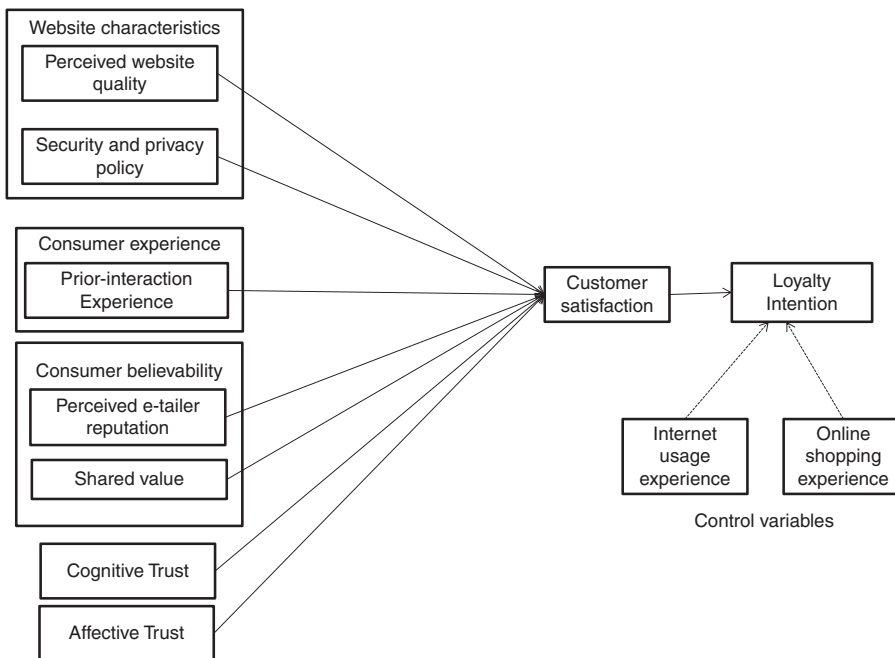 Website characteristics
Perceived website
quality
Security and privacy
policy
Consumer experience
Prior-interaction
Experience
Consumer believability
Perceived e-tailer
reputation
Shared value
Cognitive Trust
Affective Trust
Customer
satisfaction
Loyalty
Intention
Internet
usage
experience
Online
shopping
experience
Control variables